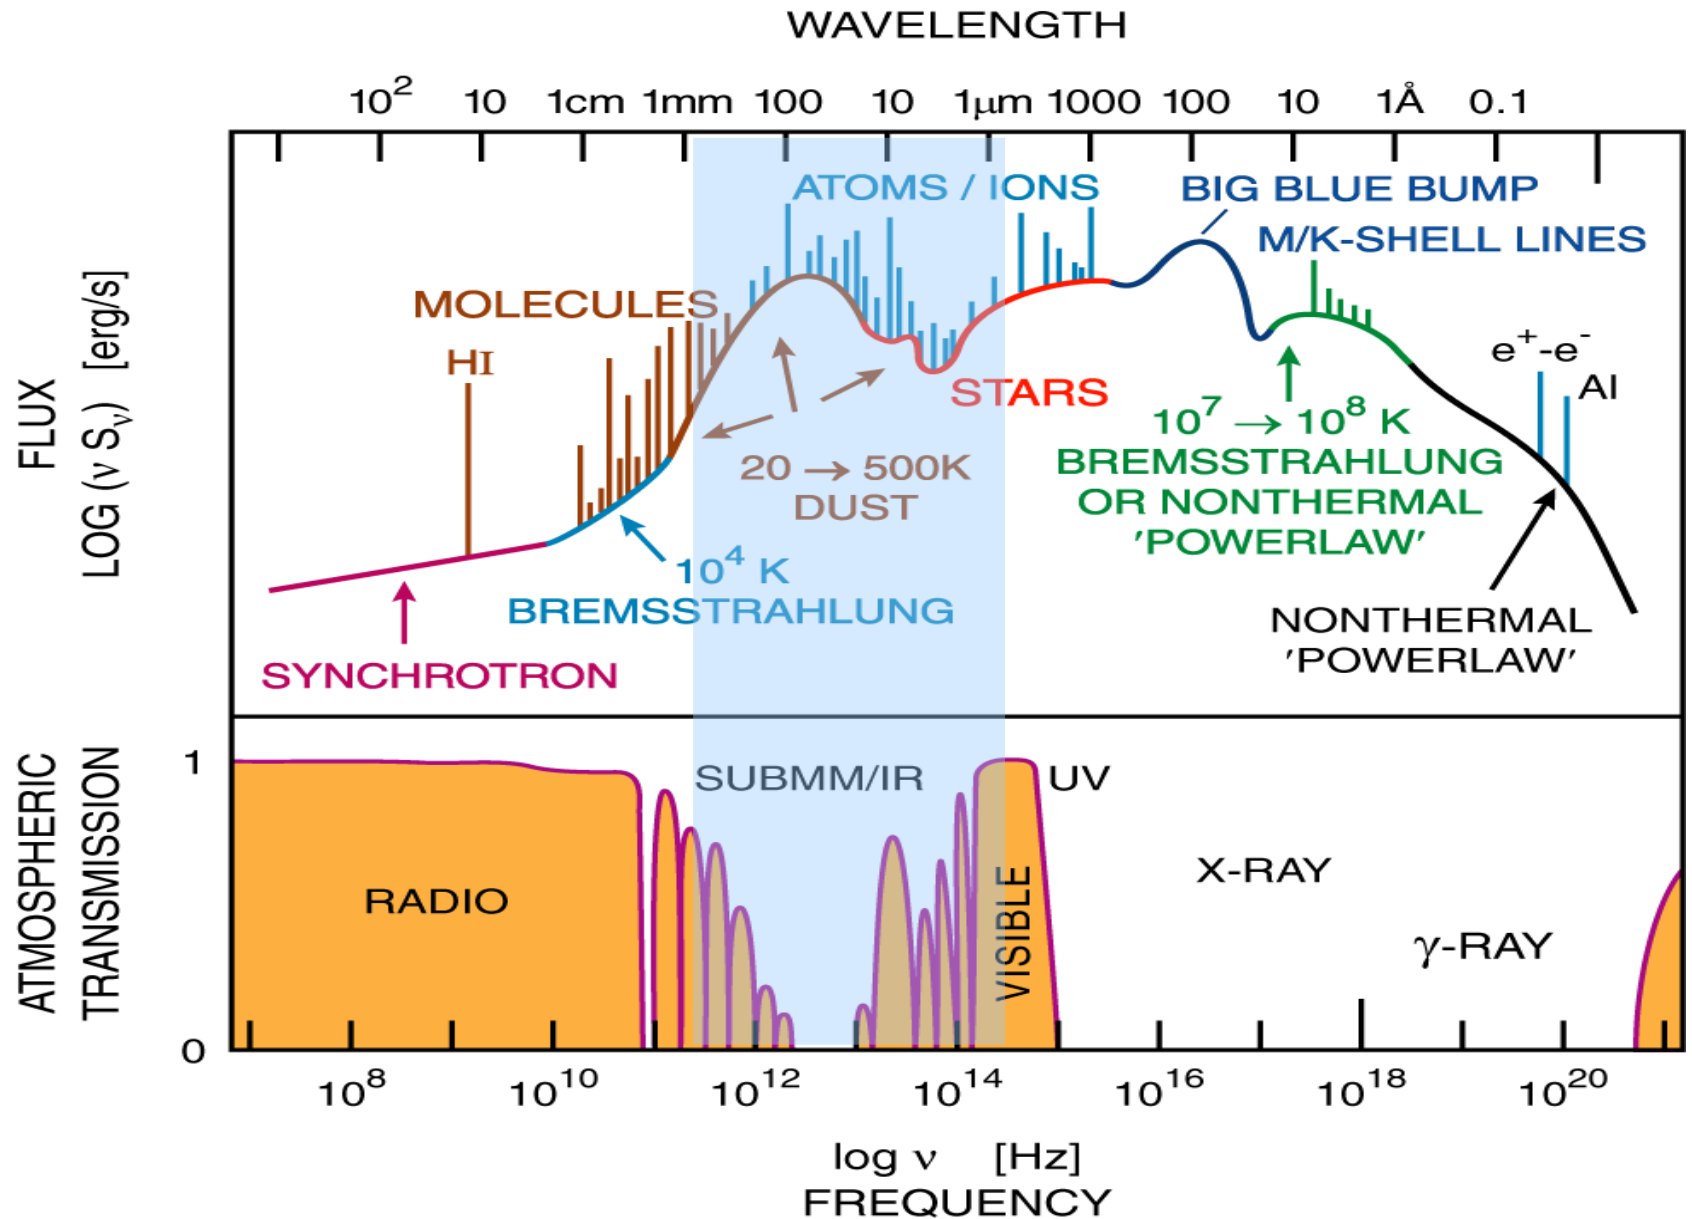 WAVELENGTH
10² 10 1cm 1mm 100 10 1μm 1000 100 10 1Å 0.1
ATOMS / IONS
BIG BLUE BUMP
M/K-SHELL LINES
MOLECULES
HI
e⁺-e⁻
Al
STARS
20 → 500K
DUST
10⁷ → 10⁸ K
BREMSSTRAHLUNG
OR NONTHERMAL
'POWERLAW'
10⁴ K
BREMSSTRAHLUNG
SYNCHROTRON
NONTHERMAL
'POWERLAW'
FLUX
LOG (ν Sᵥ) [erg/s]
ATMOSPHERIC
TRANSMISSION
1
0
SUBMM/IR
UV
RADIO
VISIBLE
X-RAY
γ-RAY
10⁸ 10¹⁰ 10¹² 10¹⁴ 10¹⁶ 10¹⁸ 10²⁰
log ν [Hz]
FREQUENCY